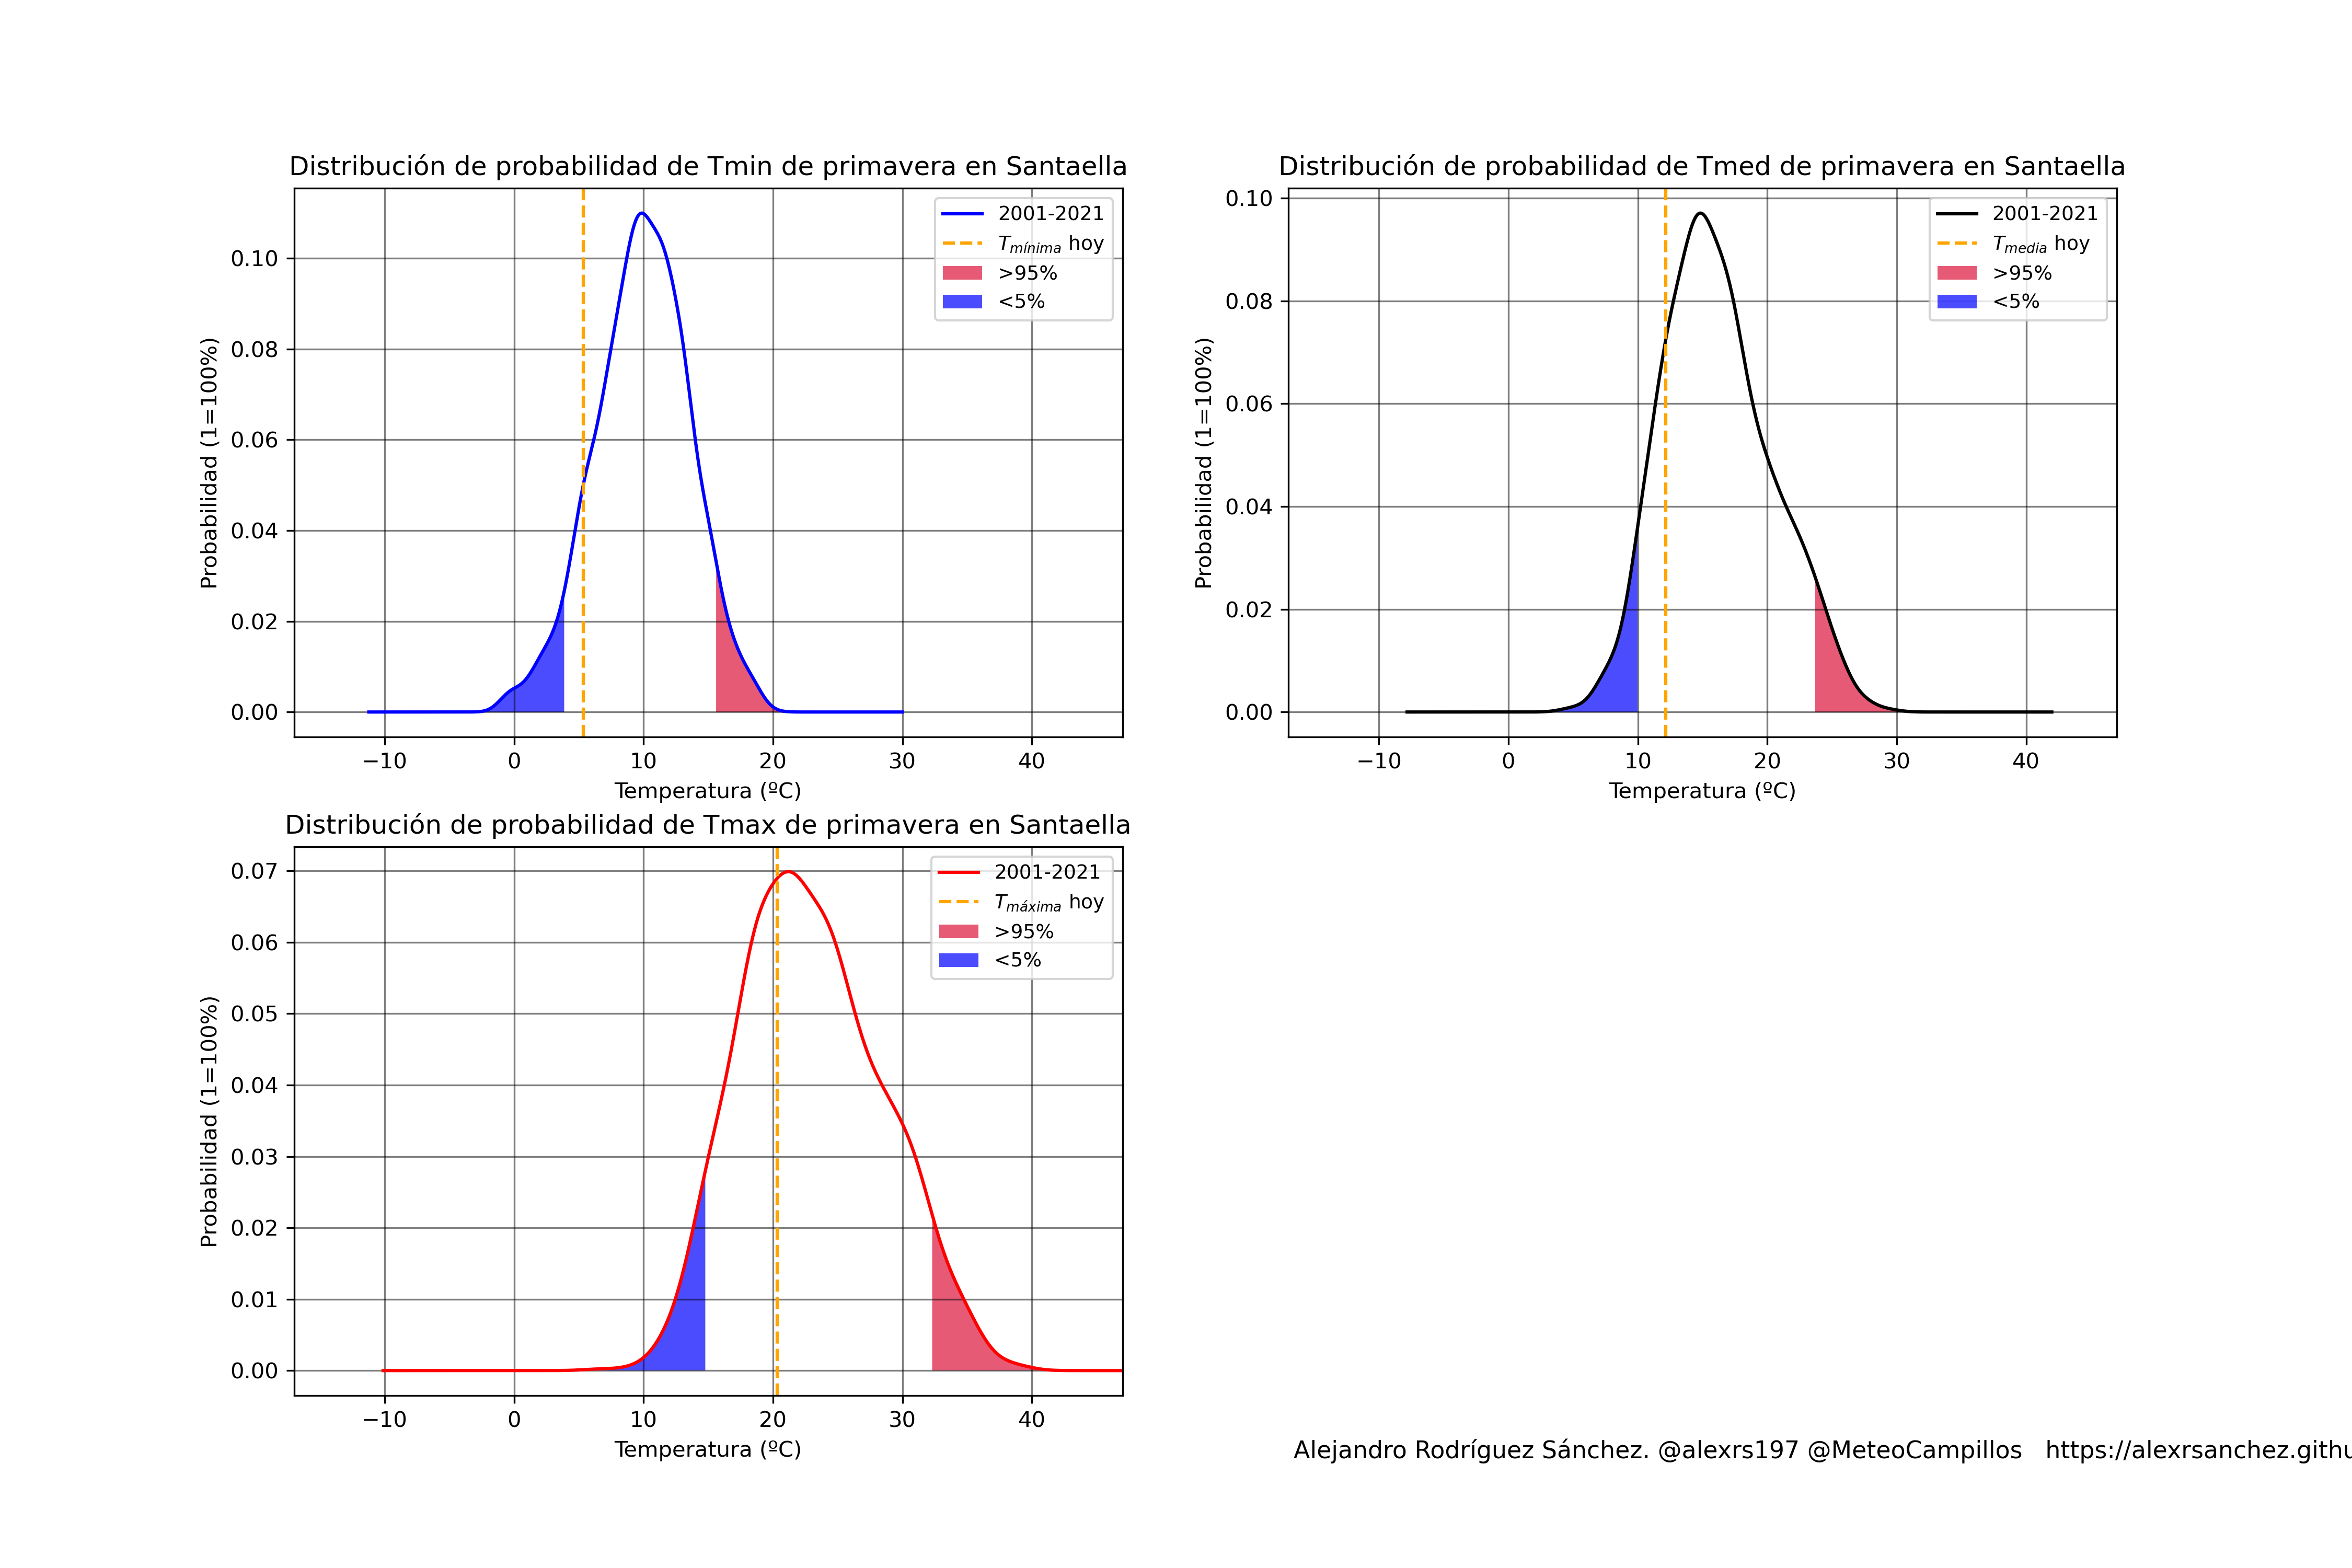 Distribución de probabilidad de Tmin de primavera en Santaella
0.10
0.08
0.06
0.04
0.02
0.00
Probabilidad (1=100%)
2001-2021
Tmínima hoy
>95%
<5%
−10 0 10 20 30 40
Temperatura (ºC)
Distribución de probabilidad de Tmed de primavera en Santaella
0.10
0.08
0.06
0.04
0.02
0.00
Probabilidad (1=100%)
2001-2021
Tmedia hoy
>95%
<5%
−10 0 10 20 30 40
Temperatura (ºC)
Distribución de probabilidad de Tmax de primavera en Santaella
0.07
0.06
0.05
0.04
0.03
0.02
0.01
0.00
Probabilidad (1=100%)
2001-2021
Tmáxima hoy
>95%
<5%
−10 0 10 20 30 40
Temperatura (ºC)
Alejandro Rodríguez Sánchez. @alexrs197 @MeteoCampillos https://alexrsanchez.githu